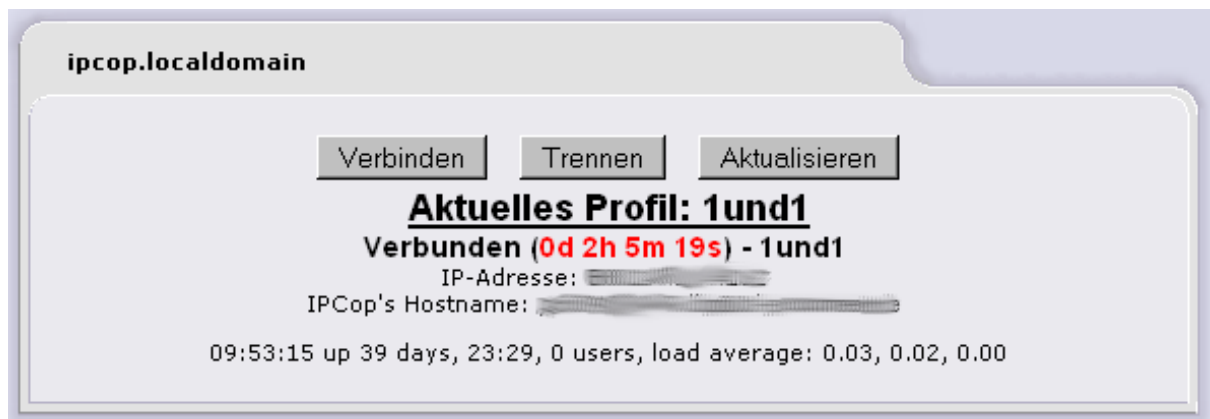 ipcop.localdomain
Verbinden Trennen Aktualisieren
Aktuelles Profil: 1und1
Verbunden (0d 2h 5m 19s) - 1und1
IP-Adresse:
IPCop's Hostname:
09:53:15 up 39 days, 23:29, 0 users, load average: 0.03, 0.02, 0.00